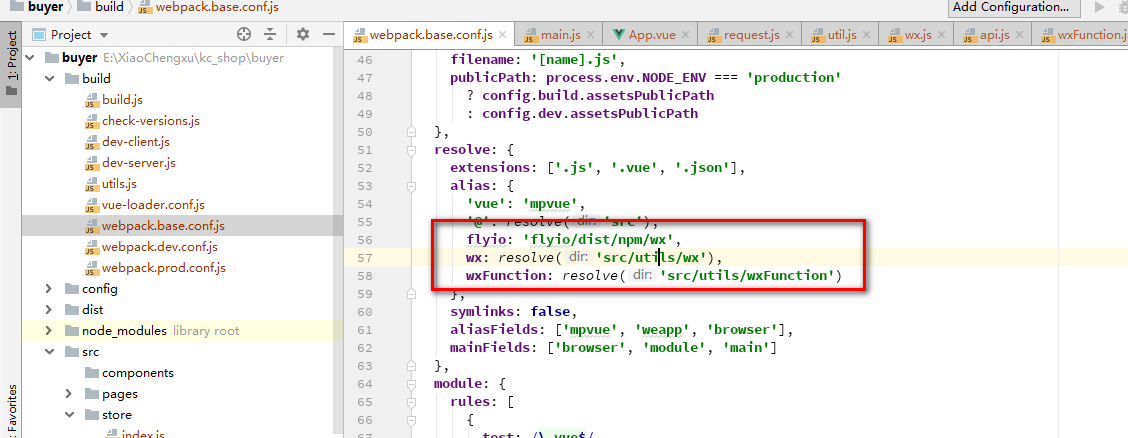 buyer build webpack.base.conf.js Add Configuration...
1: Project
Favorites
Project
buyer E:\XiaoChengxu\kc_shop\buyer
build
build.js
check-versions.js
dev-client.js
dev-server.js
utils.js
vue-loader.conf.js
webpack.base.conf.js
webpack.dev.conf.js
webpack.prod.conf.js
config
dist
node_modules library root
src
components
pages
store
index.js
webpack.base.conf.js main.js App.vue request.js util.js wx.js api.js wxFunction.j
46 filename: '[name].js',
47 publicPath: process.env.NODE_ENV === 'production'
48 ? config.build.assetsPublicPath
49 : config.dev.assetsPublicPath
50 },
51 resolve: {
52 extensions: ['.js', '.vue', '.json'],
53 alias: {
54 'vue': 'mpvue',
55 '@': resolve( dir: 'src'),
56 flyio: 'flyio/dist/npm/wx',
57 wx: resolve( dir: 'src/utils/wx'),
58 wxFunction: resolve( dir: 'src/utils/wxFunction')
59 },
60 symlinks: false,
61 aliasFields: ['mpvue', 'weapp', 'browser'],
62 mainFields: ['browser', 'module', 'main']
63 },
64 module: {
65 rules: [
66 {
67 test: /\.vue$/